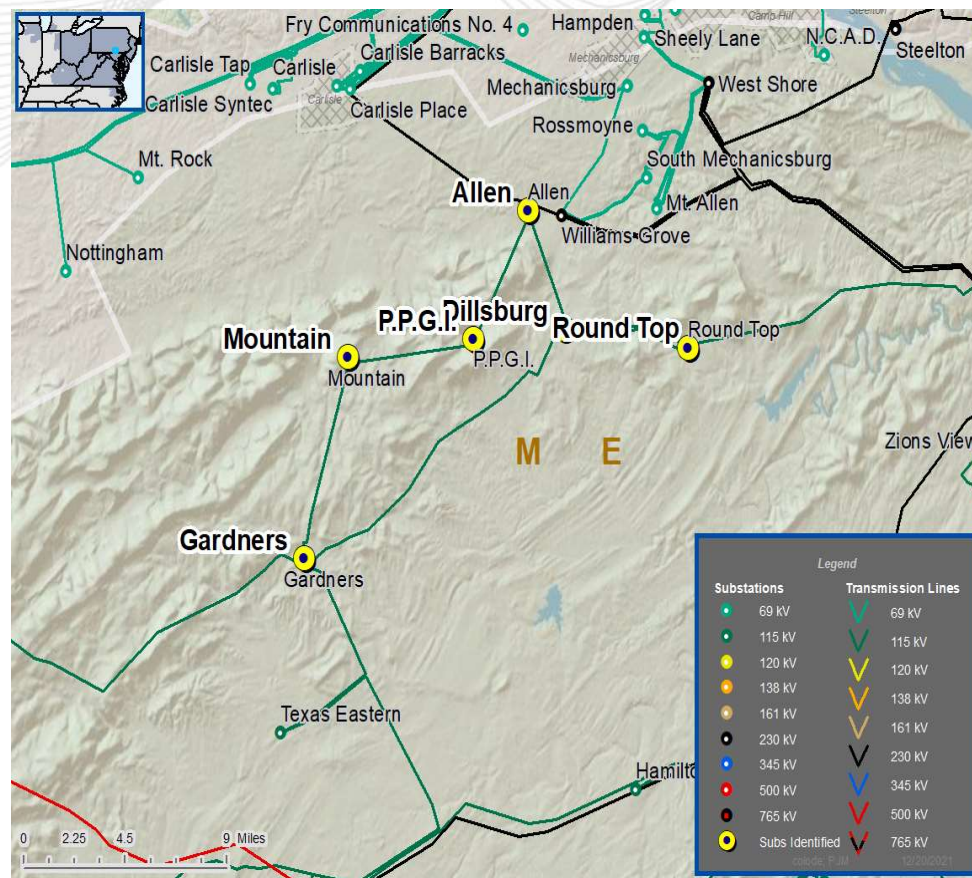 Fry Communications No. 4
Hampden
Camp Hill
Steelton
Sheely Lane
N.C.A.D.
Steelton
Carlisle Tap
Carlisle
Carlisle Barracks
Mechanicsburg
Mechanicsburg
West Shore
Carlisle Syntec
Carlisle
Carlisle Place
Rossmoyne
Mt. Rock
South Mechanicsburg
Allen
Allen
Mt. Allen
Williams Grove
Nottingham
Dillsburg
P.P.G.I.
Round Top
Round Top
Mountain
P.P.G.I.
Mountain
M E
Zions View
Gardners
Gardners
Texas Eastern
Hamilto
Legend
Substations
Transmission Lines
69 kV
69 kV
115 kV
115 kV
120 kV
120 kV
138 kV
138 kV
161 kV
161 kV
230 kV
230 kV
345 kV
345 kV
500 kV
500 kV
765 kV
765 kV
Subs Identified
0 2.25 4.5 9 Miles
PJM
12/20/2021